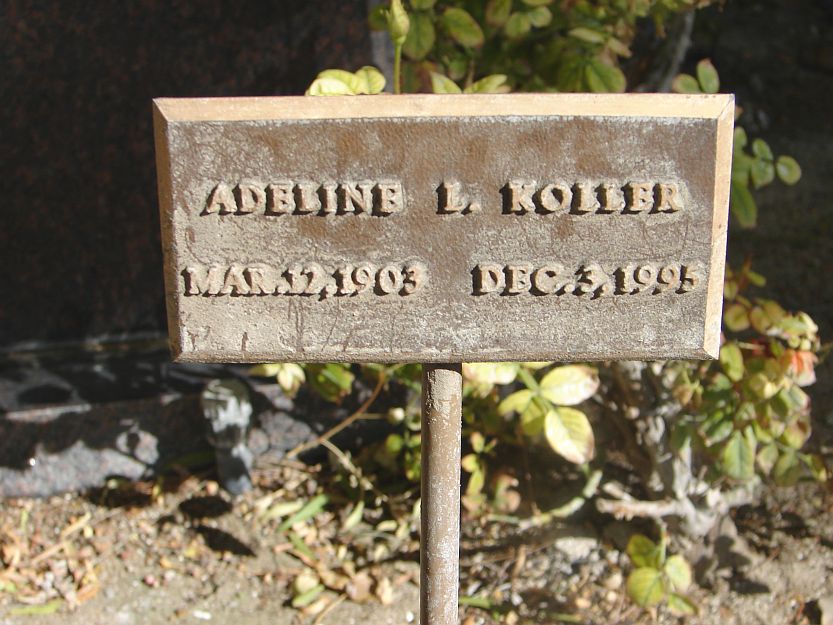 ADELINE L. KOLLER
MAR.12,1903 DEC.3,1995